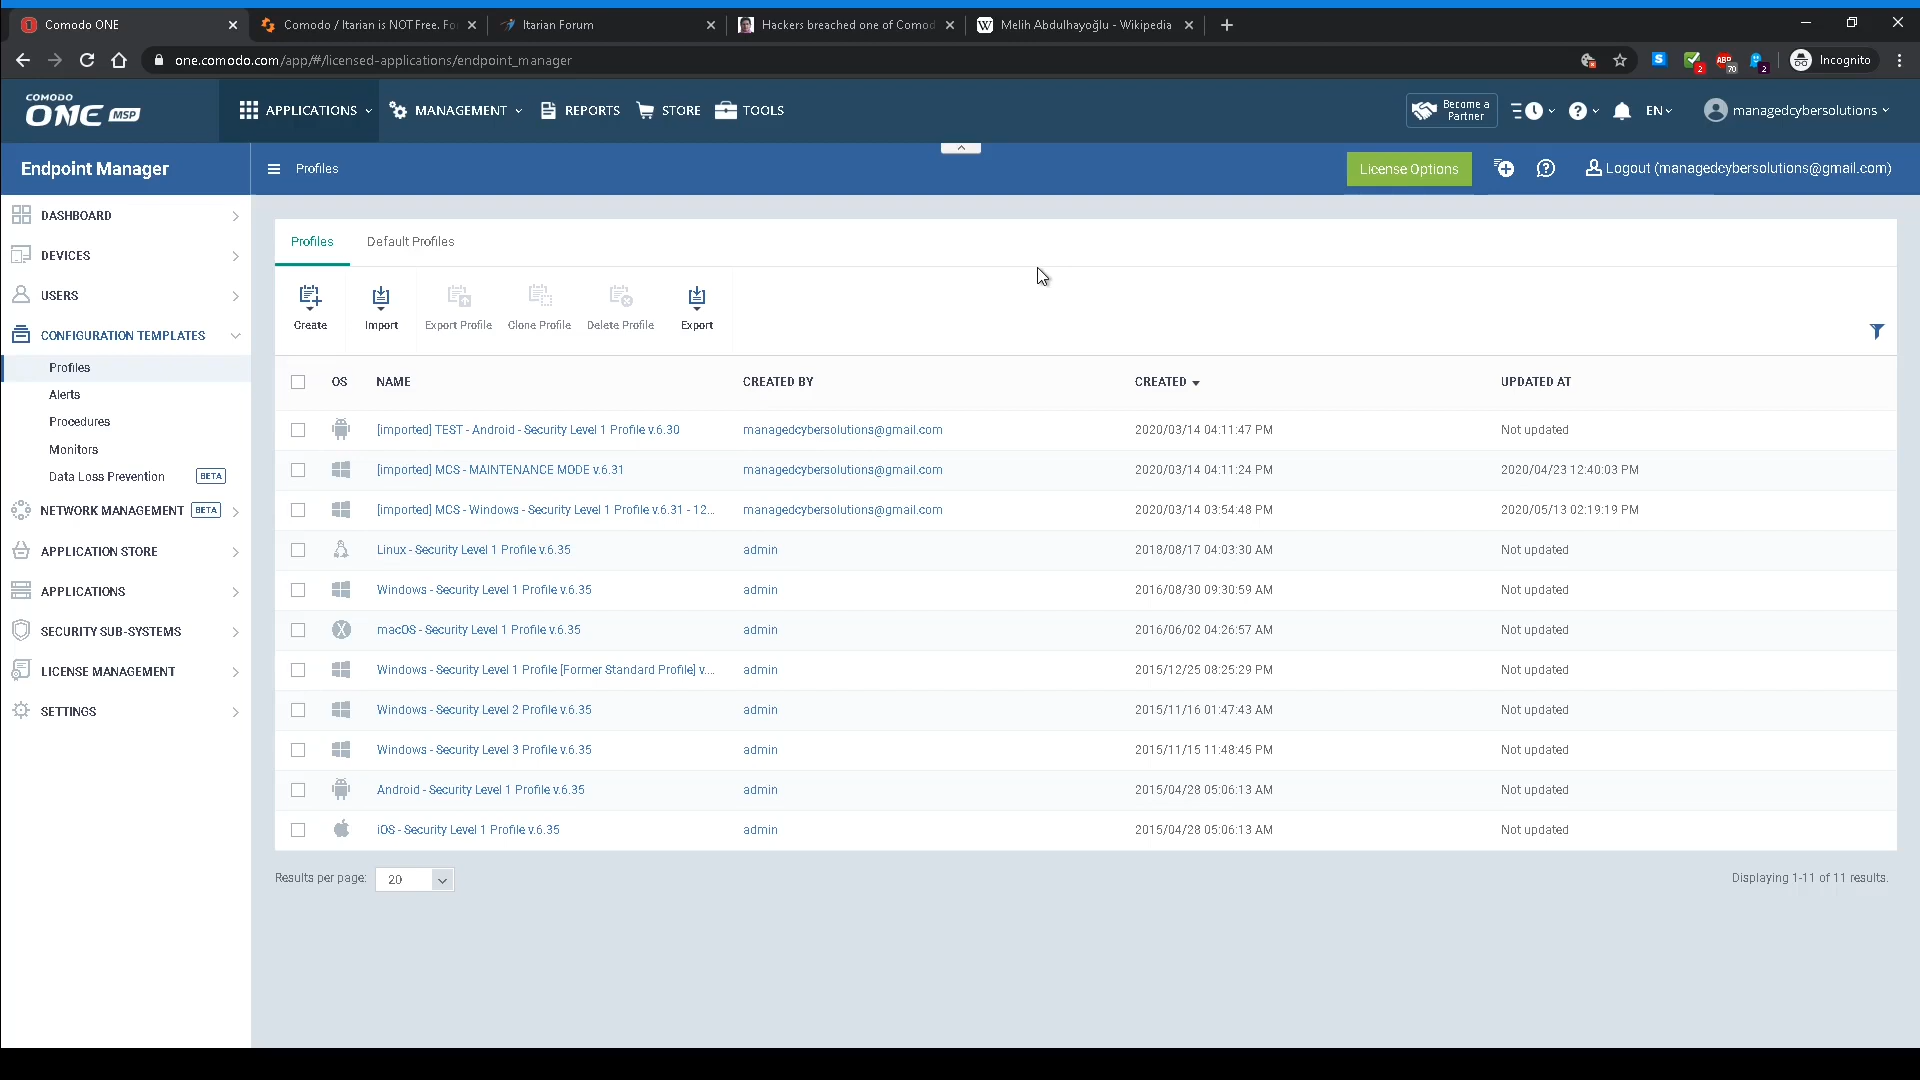 Comodo ONE
Comodo / Itarian is NOT Free. Fo
Itarian Forum
Hackers breached one of Comod
Melih Abdulhayoğlu - Wikipedia
one.comodo.com/app/#/licensed-applications/endpoint_manager
S
2
ABP
70
2
Incognito
COMODO
ONE MSP
APPLICATIONS
MANAGEMENT
REPORTS
STORE
TOOLS
Become a
Partner
EN
managedcybersolutions
Endpoint Manager
Profiles
License Options
Logout (managedcybersolutions@gmail.com)
DASHBOARD
DEVICES
USERS
CONFIGURATION TEMPLATES
Profiles
Alerts
Procedures
Monitors
Data Loss Prevention BETA
NETWORK MANAGEMENT BETA
APPLICATION STORE
APPLICATIONS
SECURITY SUB-SYSTEMS
LICENSE MANAGEMENT
SETTINGS
Profiles
Default Profiles
Create
Import
Export Profile
Clone Profile
Delete Profile
Export
OS NAME CREATED BY CREATED UPDATED AT
[imported] TEST - Android - Security Level 1 Profile v.6.30 managedcybersolutions@gmail.com 2020/03/14 04:11:47 PM Not updated
[imported] MCS - MAINTENANCE MODE v.6.31 managedcybersolutions@gmail.com 2020/03/14 04:11:24 PM 2020/04/23 12:40:03 PM
[imported] MCS - Windows - Security Level 1 Profile v.6.31 - 12... managedcybersolutions@gmail.com 2020/03/14 03:54:48 PM 2020/05/13 02:19:19 PM
Linux - Security Level 1 Profile v.6.35 admin 2018/08/17 04:03:30 AM Not updated
Windows - Security Level 1 Profile v.6.35 admin 2016/08/30 09:30:59 AM Not updated
macOS - Security Level 1 Profile v.6.35 admin 2016/06/02 04:26:57 AM Not updated
Windows - Security Level 1 Profile [Former Standard Profile] v.... admin 2015/12/25 08:25:29 PM Not updated
Windows - Security Level 2 Profile v.6.35 admin 2015/11/16 01:47:43 AM Not updated
Windows - Security Level 3 Profile v.6.35 admin 2015/11/15 11:48:45 PM Not updated
Android - Security Level 1 Profile v.6.35 admin 2015/04/28 05:06:13 AM Not updated
iOS - Security Level 1 Profile v.6.35 admin 2015/04/28 05:06:13 AM Not updated
Results per page: 20
Displaying 1-11 of 11 results.